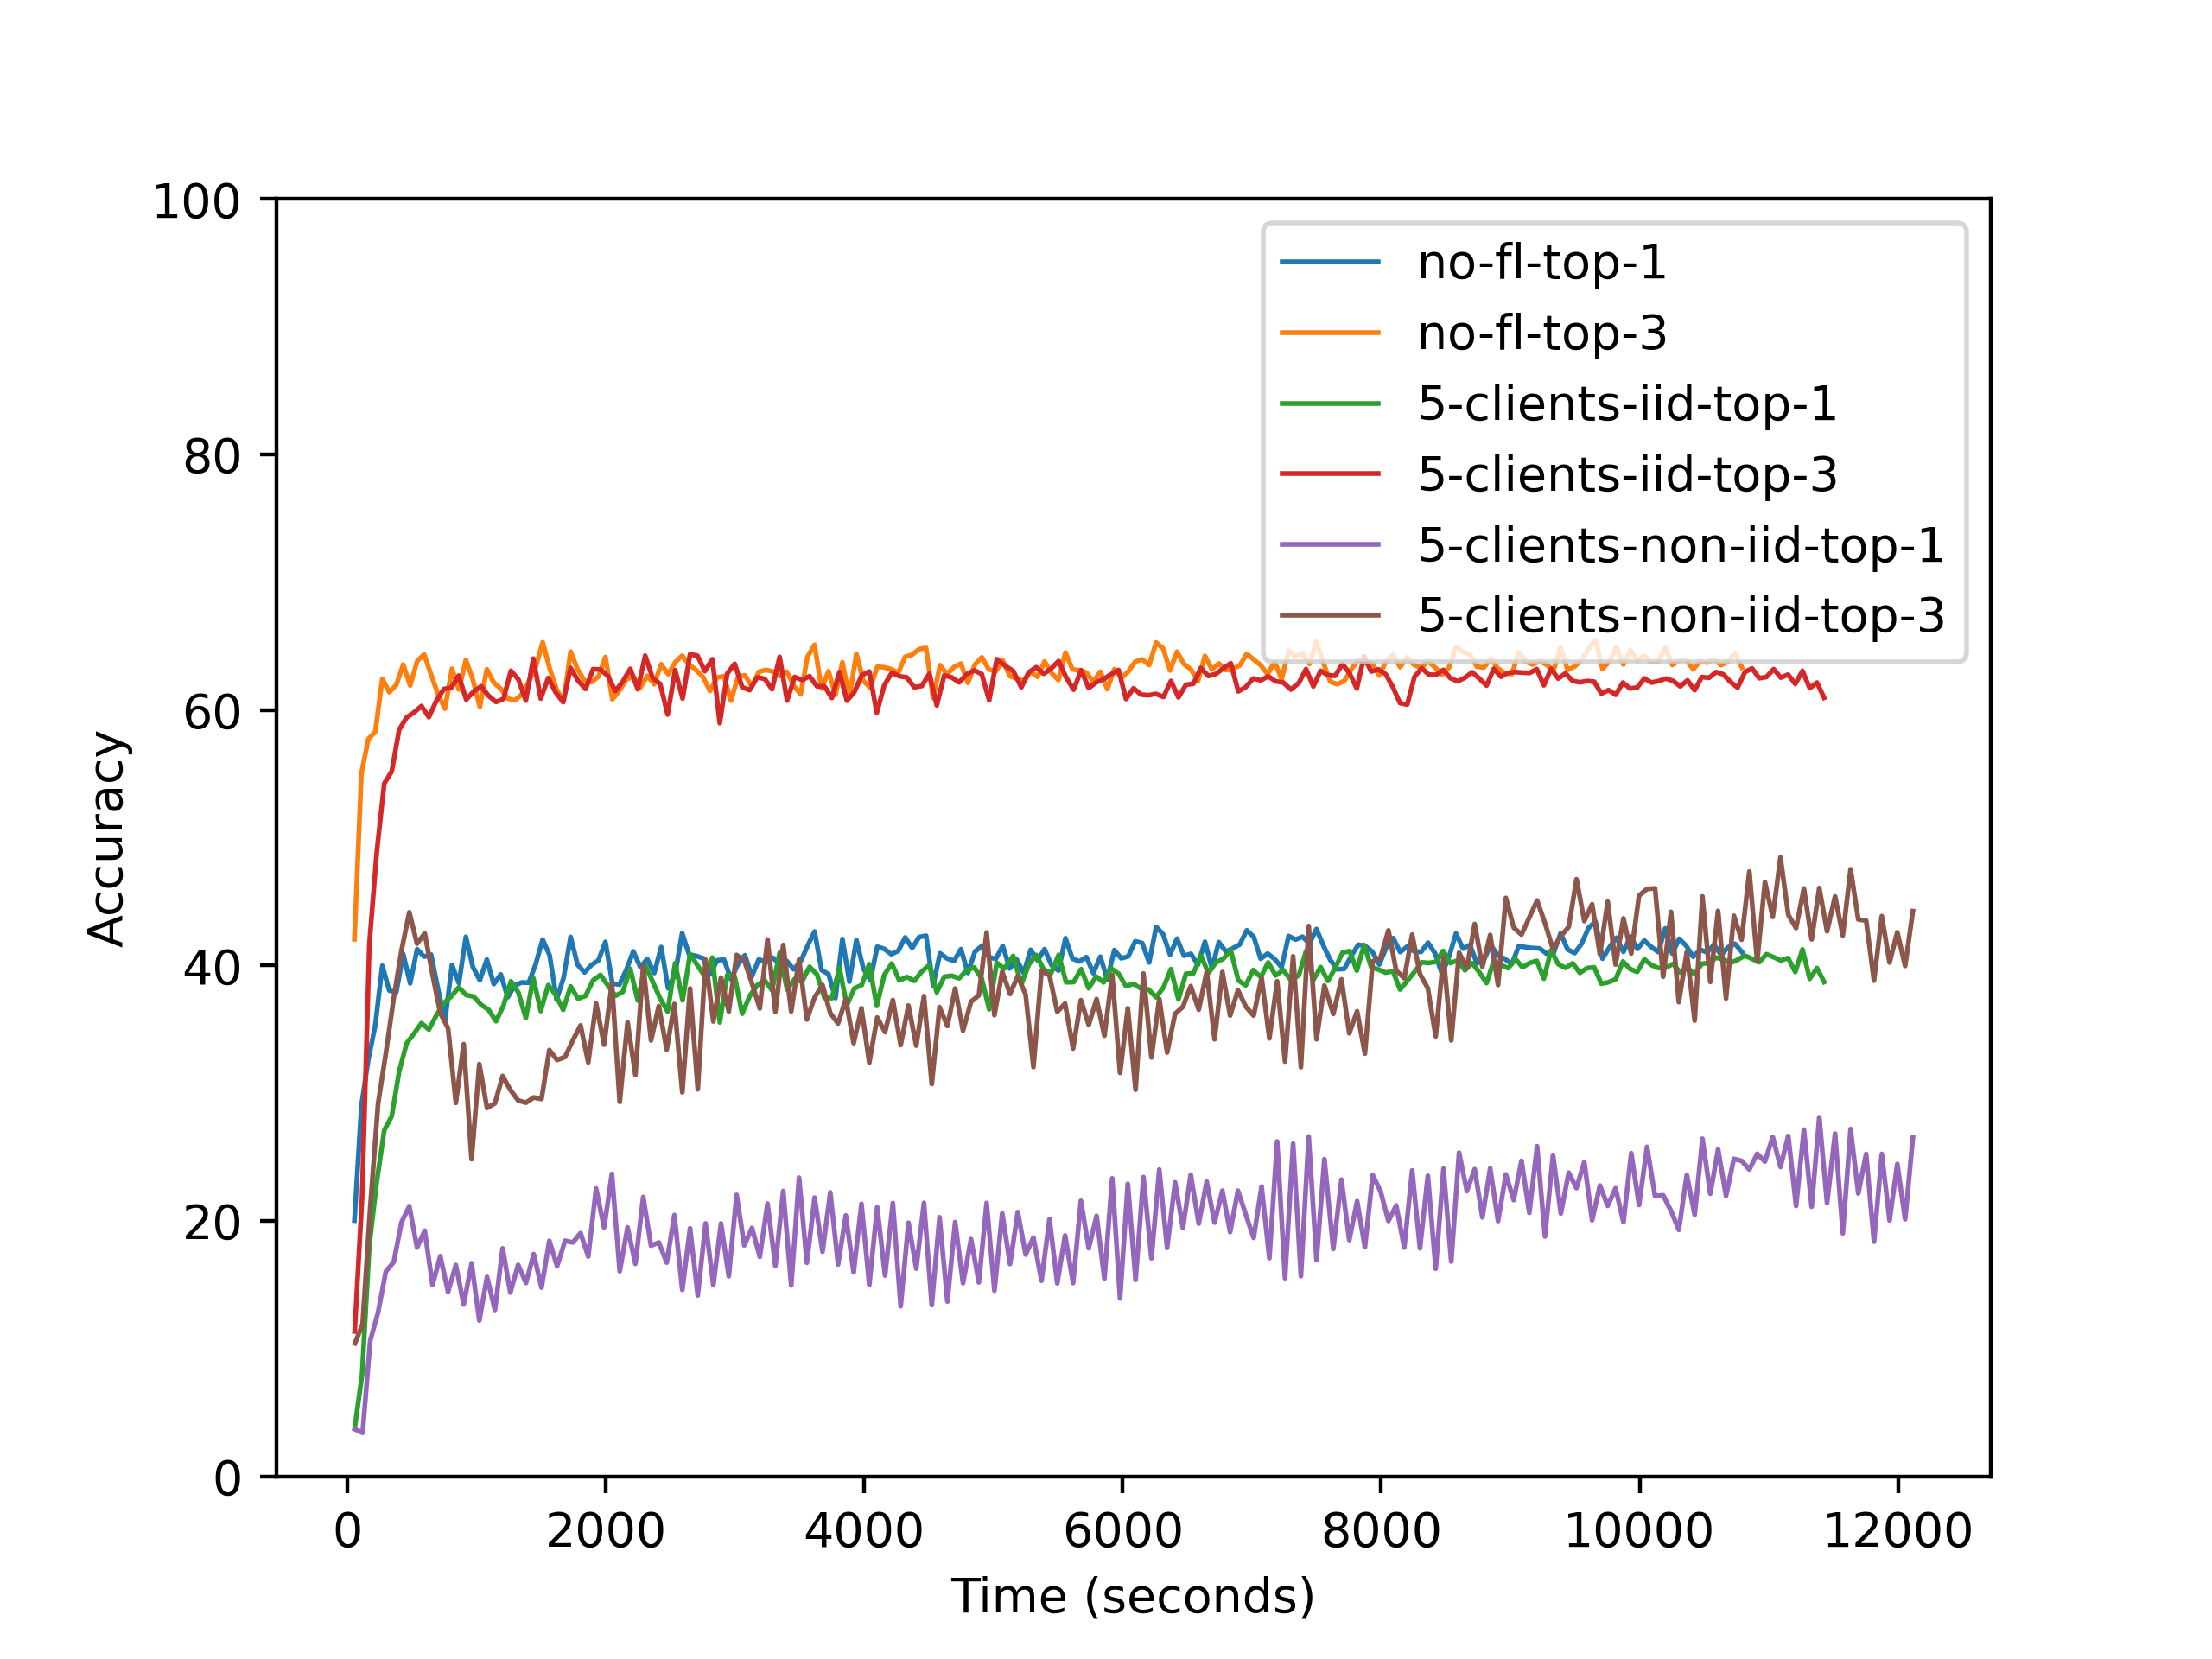 100
80
60
40
20
0
Accuracy
no-fl-top-1
no-fl-top-3
5-clients-iid-top-1
5-clients-iid-top-3
5-clients-non-iid-top-1
5-clients-non-iid-top-3
0 2000 4000 6000 8000 10000 12000
Time (seconds)